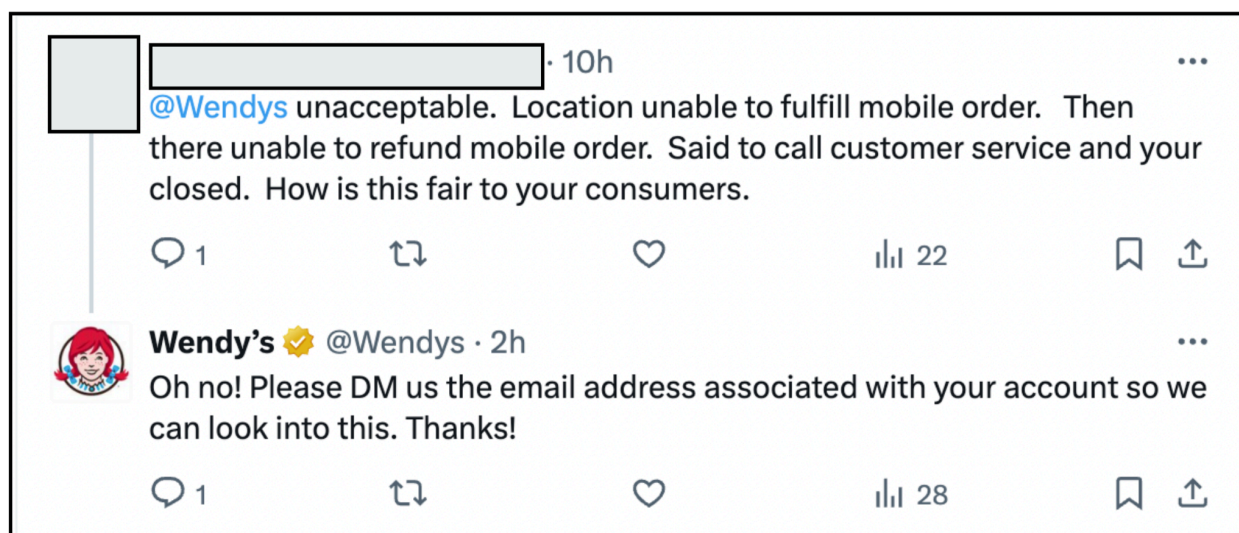 · 10h
@Wendys unacceptable.  Location unable to fulfill mobile order.   Then
there unable to refund mobile order.  Said to call customer service and your
closed.  How is this fair to your consumers.
1 22
Wendy’s @Wendys · 2h
Oh no! Please DM us the email address associated with your account so we
can look into this. Thanks!
1 28